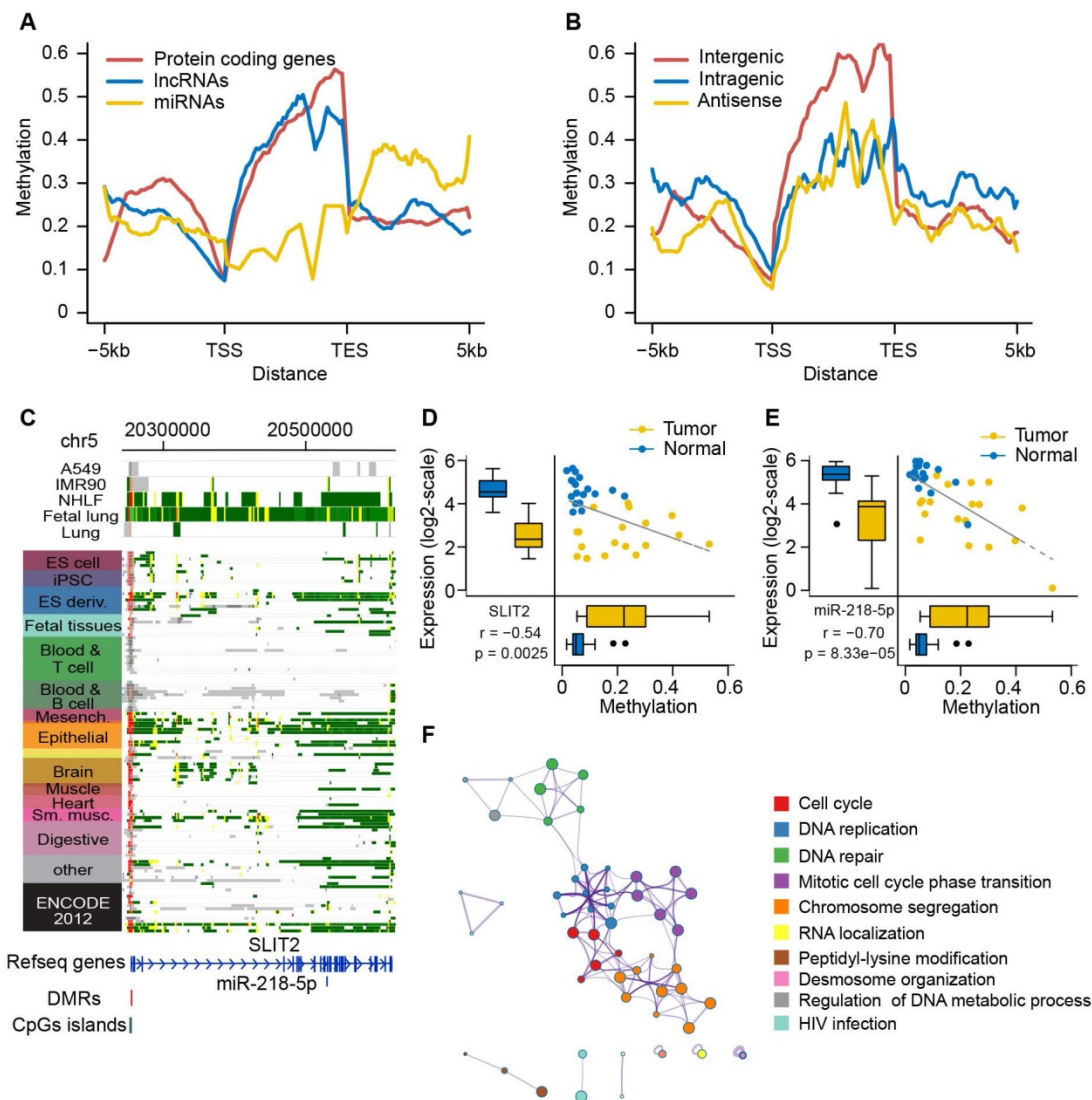 A
0.6
0.5
0.4
0.3
0.2
0.1
0
Methylation
Protein coding genes
lncRNAs
miRNAs
−5kb TSS TES 5kb
Distance
B
0.6
0.5
0.4
0.3
0.2
0.1
0
Methylation
Intergenic
Intragenic
Antisense
−5kb TSS TES 5kb
Distance
C
chr5
20300000 20500000
A549
IMR90
NHLF
Fetal lung
Lung
ES cell
iPSC
ES deriv.
Fetal tissues
Blood &
T cell
Blood &
B cell
Mesench.
Epithelial
Brain
Muscle
Heart
Sm. musc.
Digestive
other
ENCODE
2012
SLIT2
Refseq genes
miR-218-5p
DMRs
CpGs islands
D
Tumor
Normal
Expression (log2-scale)
6
4
2
0
SLIT2
r = −0.54
p = 0.0025
0 0.2 0.4 0.6
Methylation
E
Tumor
Normal
Expression (log2-scale)
6
4
2
0
miR-218-5p
r = −0.70
p = 8.33e−05
0 0.2 0.4 0.6
Methylation
F
Cell cycle
DNA replication
DNA repair
Mitotic cell cycle phase transition
Chromosome segregation
RNA localization
Peptidyl-lysine modification
Desmosome organization
Regulation of DNA metabolic process
HIV infection